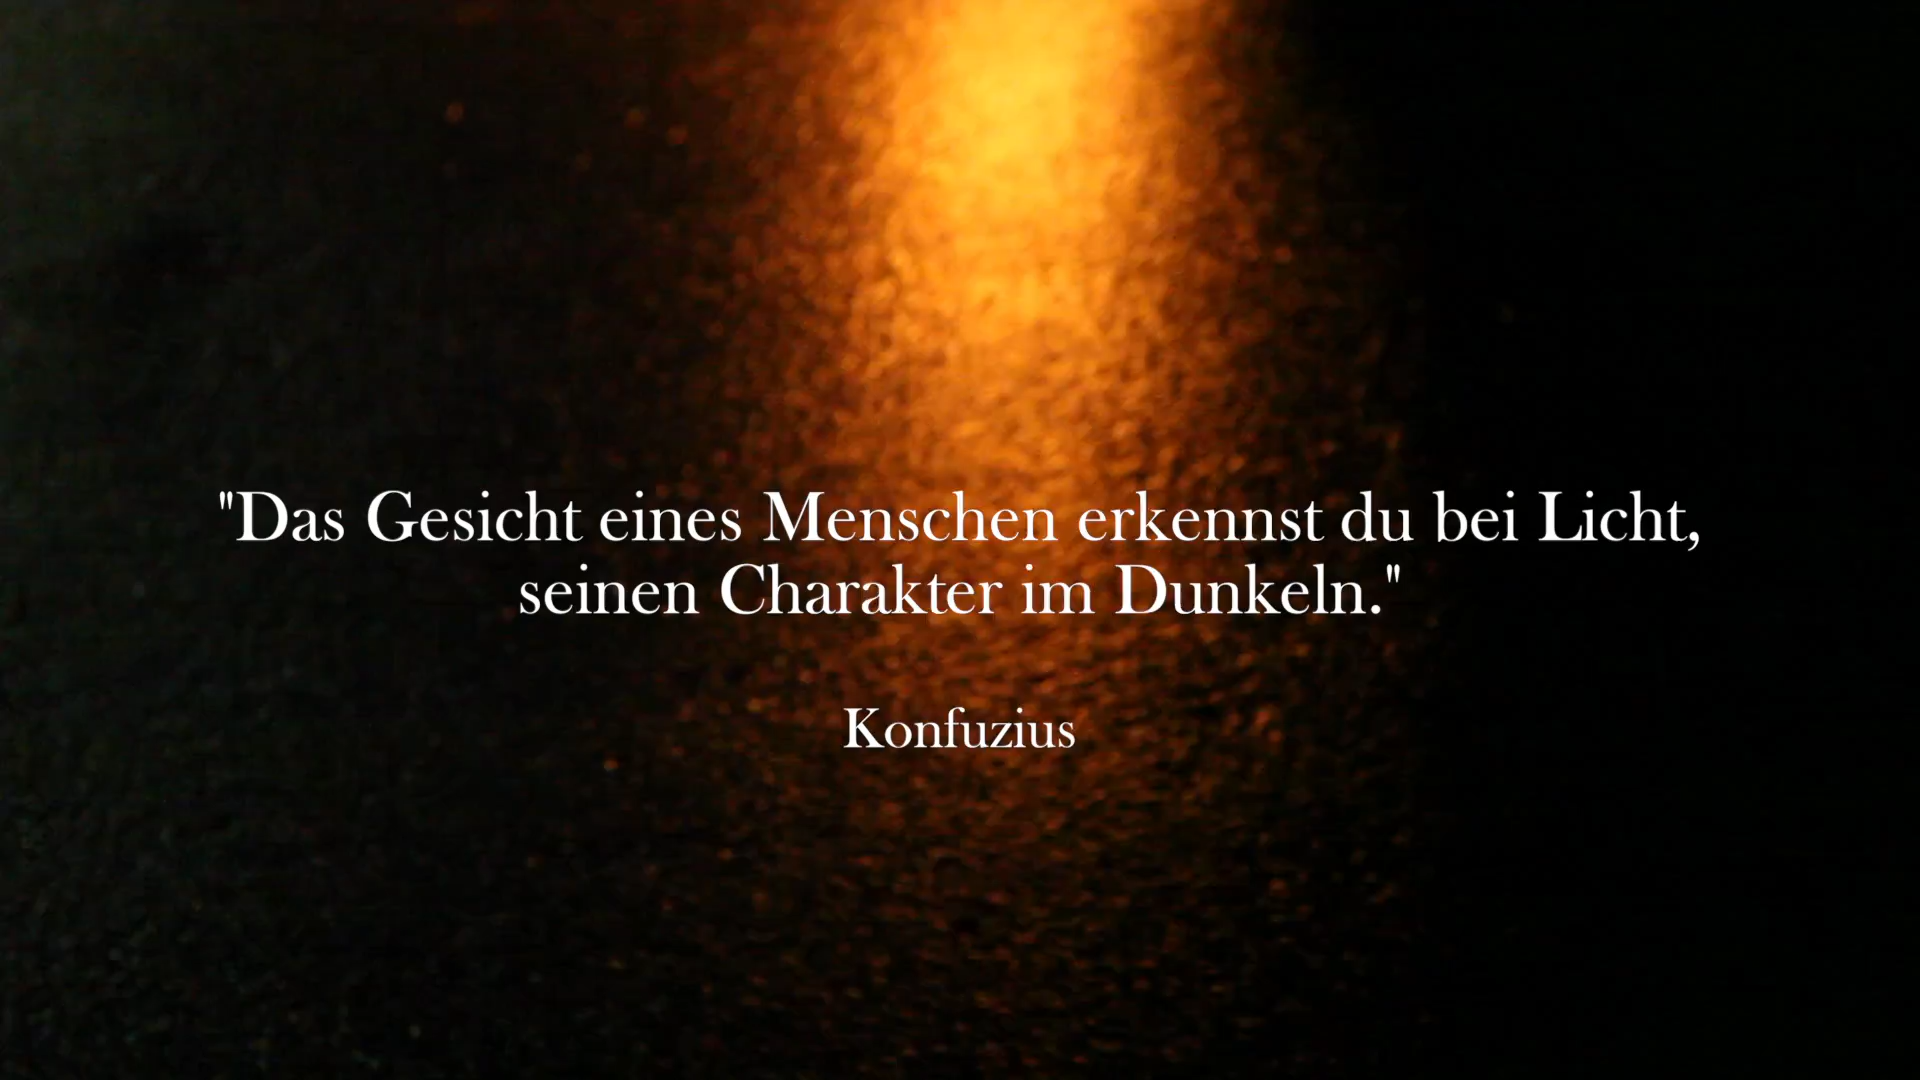 "Das Gesicht eines Menschen erkennst du bei Licht,
seinen Charakter im Dunkeln."
Konfuzius